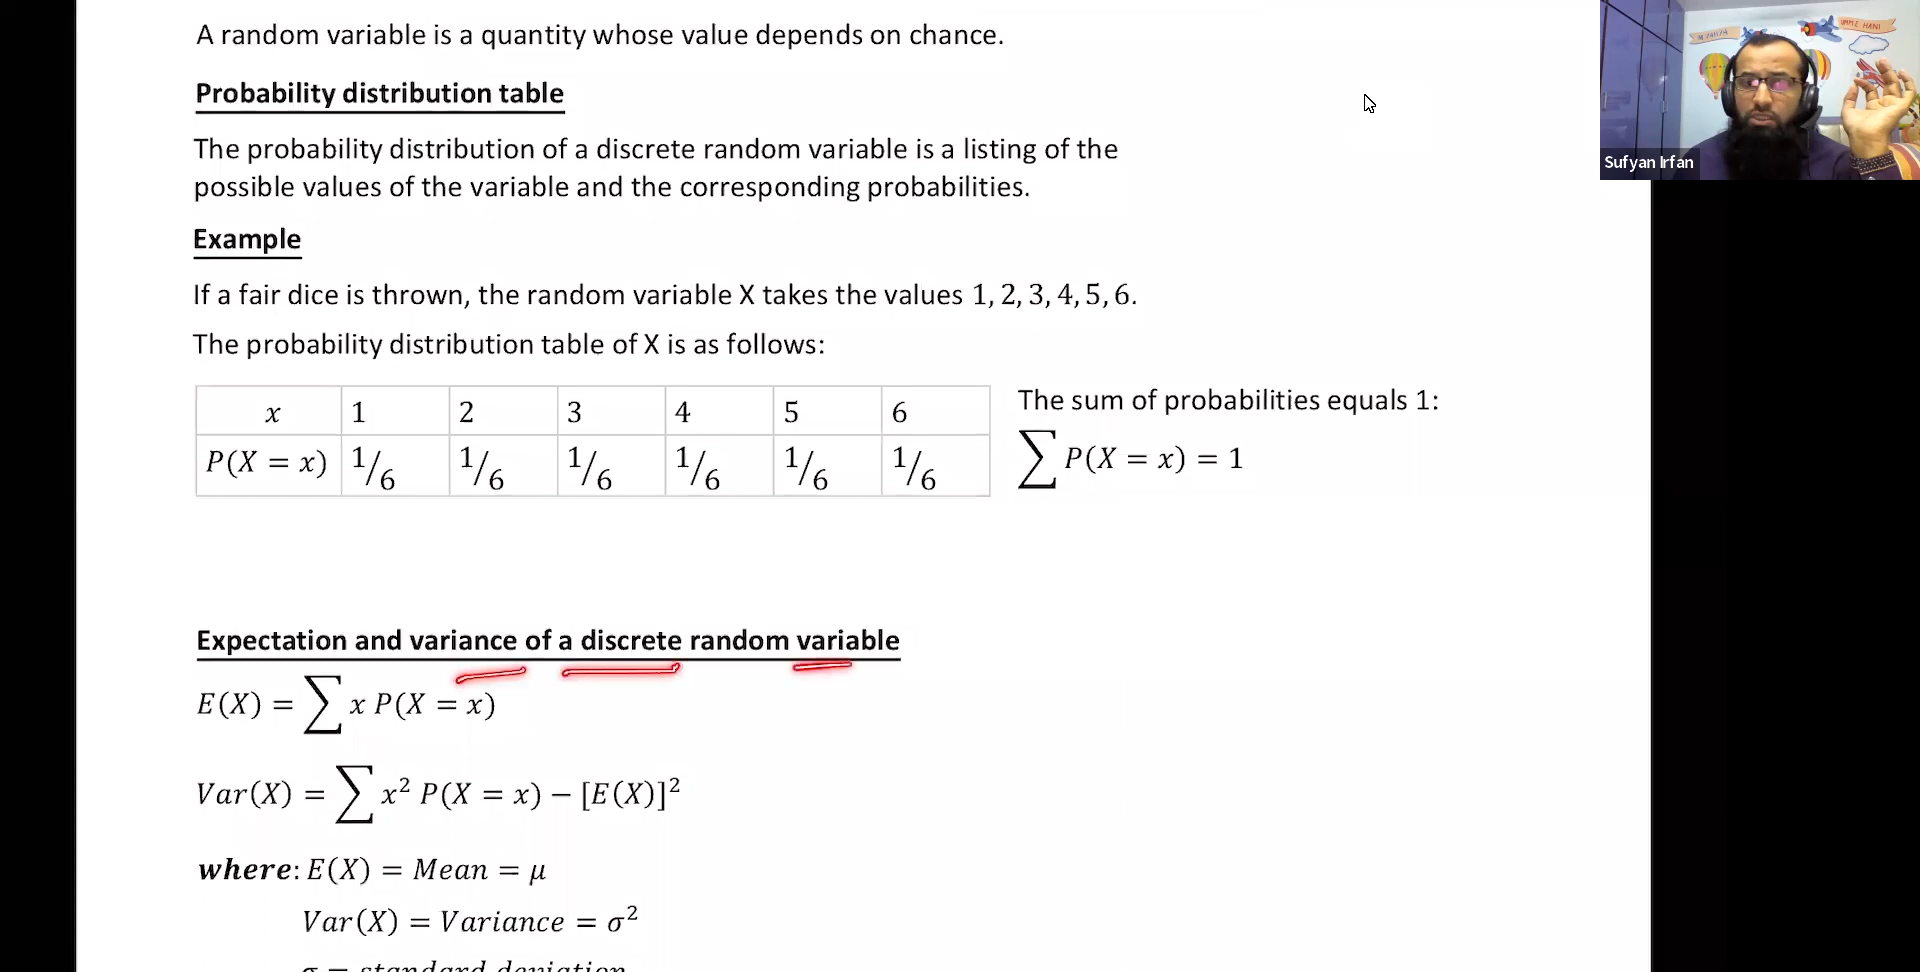 A random variable is a quantity whose value depends on chance.
Probability distribution table
The probability distribution of a discrete random variable is a listing of the
possible values of the variable and the corresponding probabilities.
Example
If a fair dice is thrown, the random variable X takes the values 1, 2, 3, 4, 5, 6.
The probability distribution table of X is as follows:
x 1 2 3 4 5 6
P(X = x) 1/6 1/6 1/6 1/6 1/6 1/6
The sum of probabilities equals 1:
∑ P(X = x) = 1
Expectation and variance of a discrete random variable
E(X) = ∑ x P(X = x)
Var(X) = ∑ x² P(X = x) − [E(X)]²
where: E(X) = Mean = μ
Var(X) = Variance = σ²
σ = standard deviation
UMME HANI
Sufyan Irfan